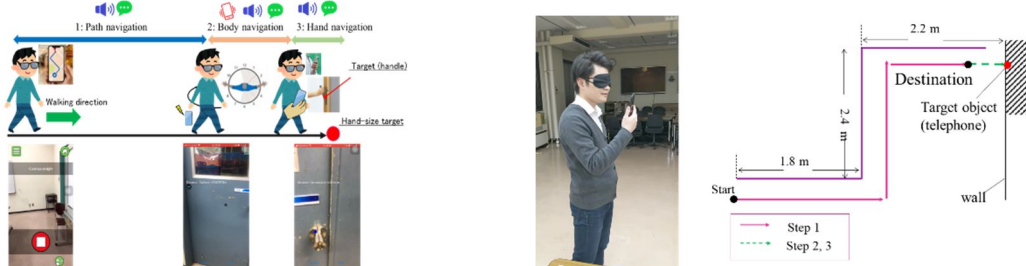 1: Path navigation
2: Body navigation
3: Hand navigation
Target (handle)
Walking direction
Hand-size target
2.2 m
Destination
Target object
(telephone)
2.4 m
1.8 m
Start
wall
Step 1
Step 2, 3